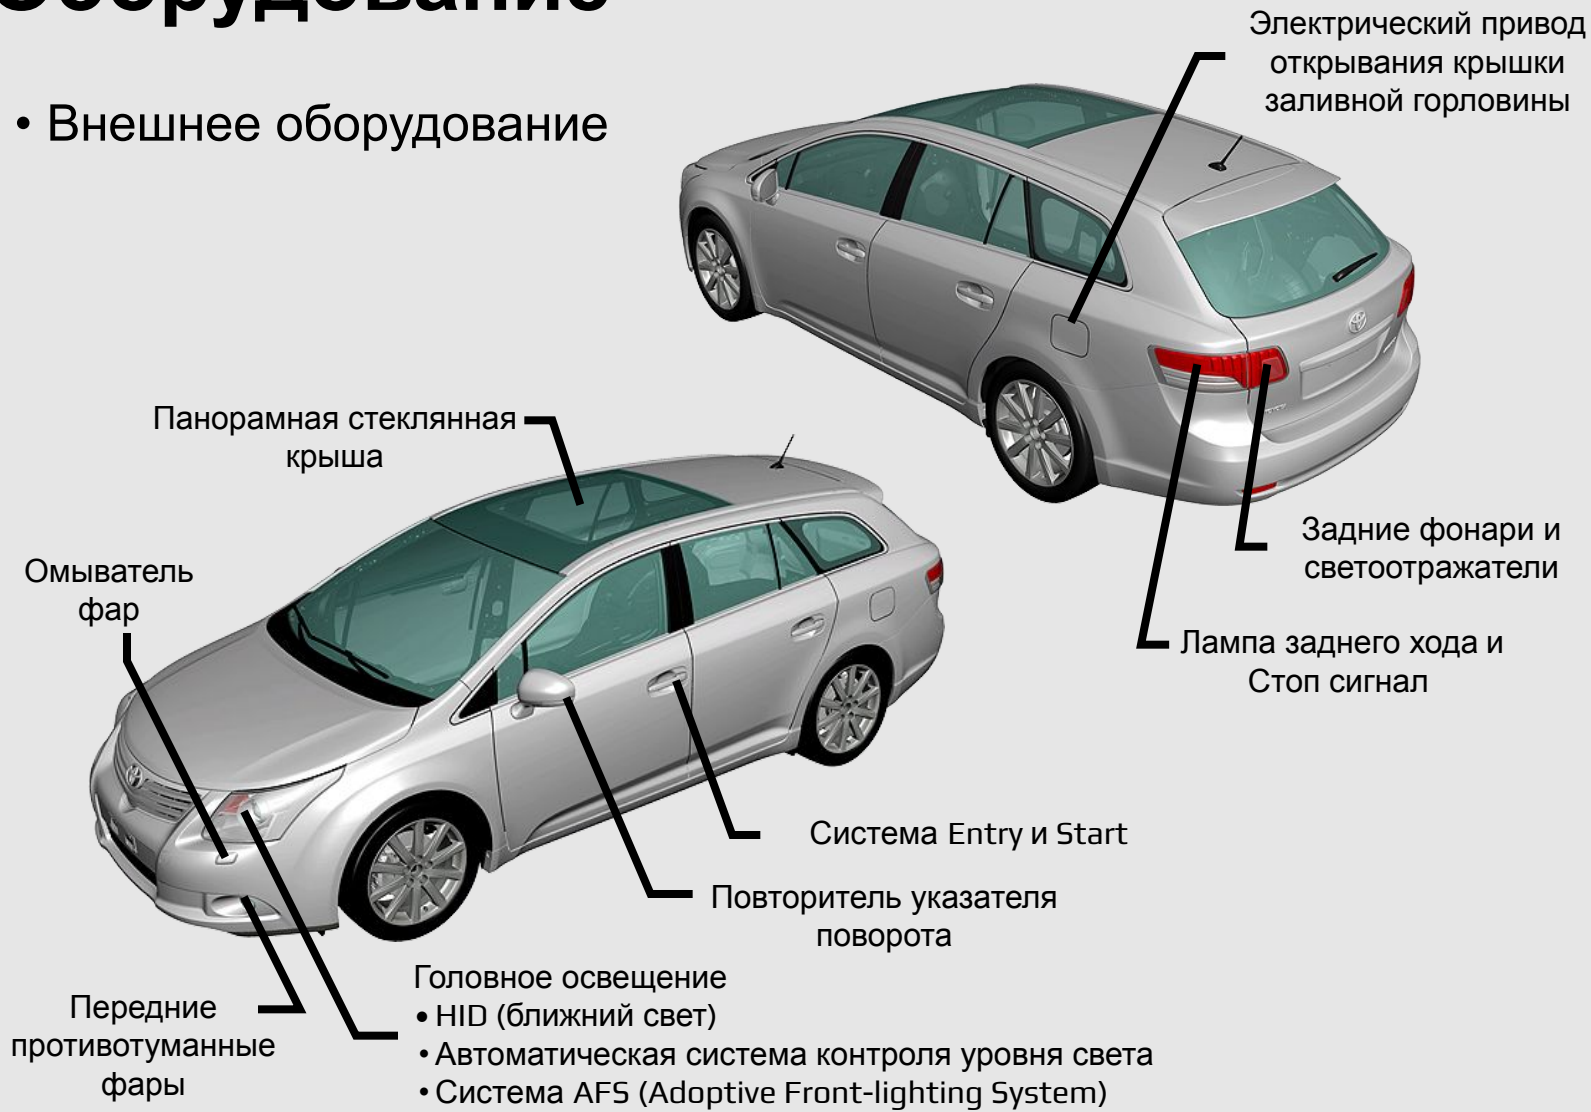 Оборудование
• Внешнее оборудование
Электрический привод
открывания крышки
заливной горловины
Панорамная стеклянная
крыша
Омыватель
фар
Задние фонари и
светоотражатели
Лампа заднего хода и
Стоп сигнал
Система Entry и Start
Повторитель указателя
поворота
Передние
противотуманные
фары
Головное освещение
• HID (ближний свет)
• Автоматическая система контроля уровня света
• Система AFS (Adoptive Front-lighting System)